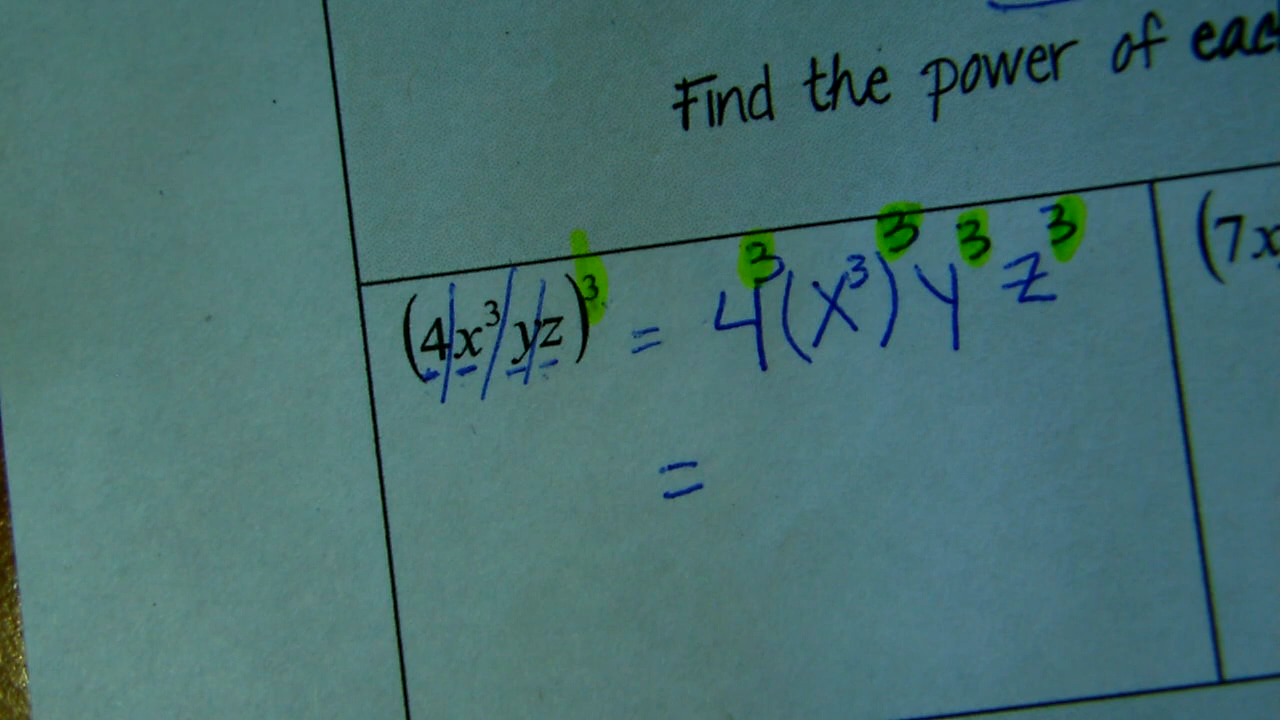 Find the power of eac
(4x³yz)³ = 4³(x³)³y³z³
(7x
=